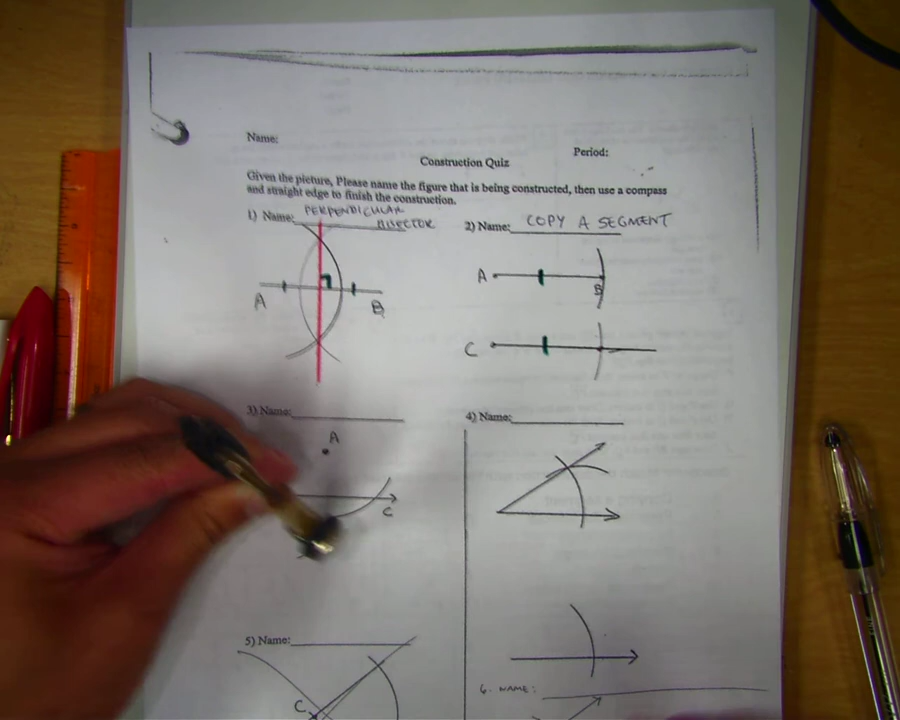 Name:
Period:
Construction Quiz
Given the picture, Please name the figure that is being constructed, then use a compass
and straight edge to finish the construction.
1) Name: PERPENDICULAR
BISECTOR
2) Name: COPY A SEGMENT
A B
A B
C
3) Name:
4) Name:
A
C
5) Name:
C
6. NAME: